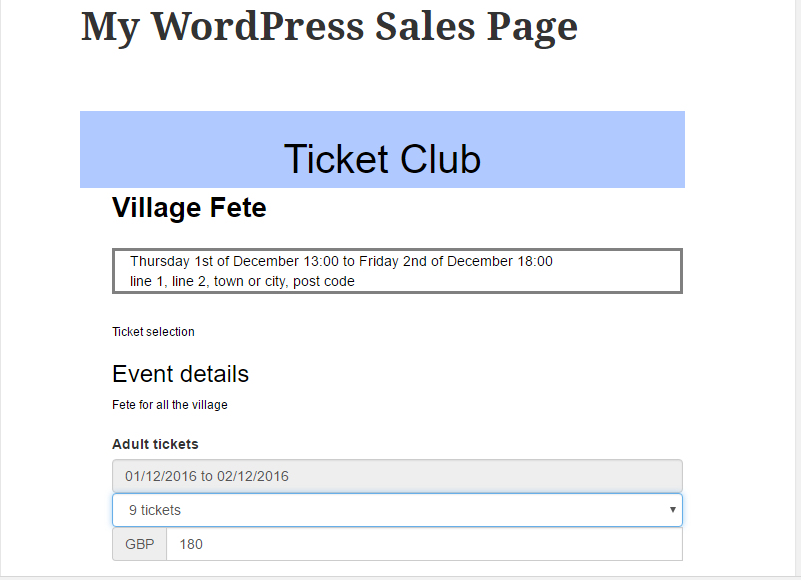 My WordPress Sales Page
Ticket Club
Village Fete
Thursday 1st of December 13:00 to Friday 2nd of December 18:00
line 1, line 2, town or city, post code
Ticket selection
Event details
Fete for all the village
Adult tickets
01/12/2016 to 02/12/2016
9 tickets
GBP 180